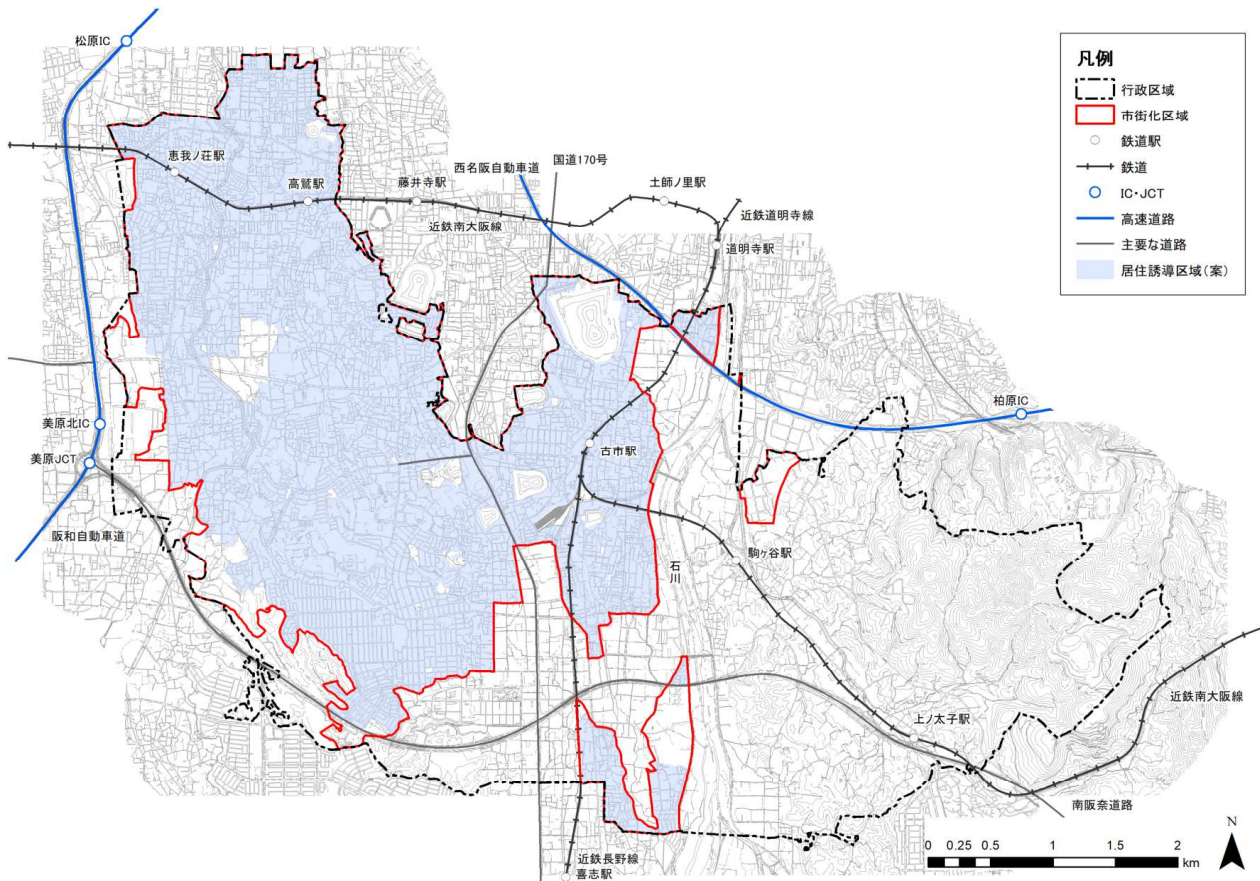 松原IC
恵我ノ荘駅
高鷲駅
藤井寺駅
近鉄南大阪線
西名阪自動車道
国道170号
土師ノ里駅
近鉄道明寺線
道明寺駅
柏原IC
美原北IC
美原JCT
阪和自動車道
古市駅
石川
駒ヶ谷駅
上ノ太子駅
近鉄南大阪線
南阪奈道路
近鉄長野線
喜志駅
凡例
行政区域
市街化区域
鉄道駅
鉄道
IC・JCT
高速道路
主要な道路
居住誘導区域(案)
N
0 0.25 0.5 1 1.5 2
km